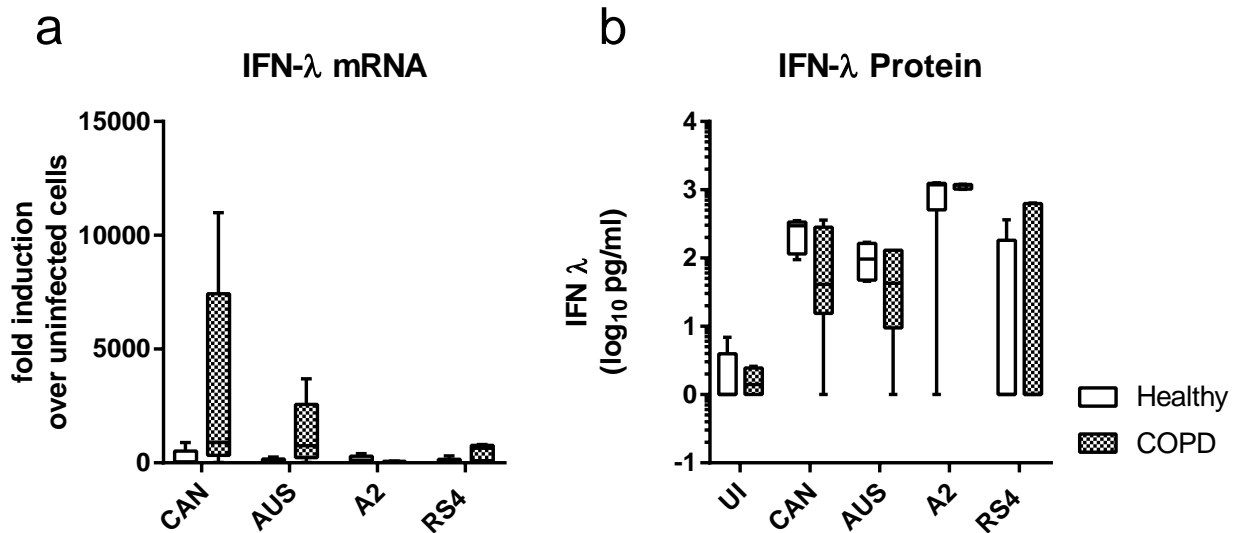 a
IFN-λ mRNA
fold induction
over uninfected cells
15000
10000
5000
0
CAN
AUS
A2
RS4
b
IFN-λ Protein
IFN λ
(log10 pg/ml)
4
3
2
1
0
-1
UI
CAN
AUS
A2
RS4
Healthy
COPD